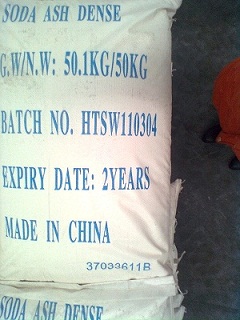 SODA ASH DENSE
G.W/N.W: 50.1KG/50KG
BATCH NO. HTSW110304
EXPIRY DATE: 2YEARS
MADE IN CHINA
37033611B
SODA ASH DENSE